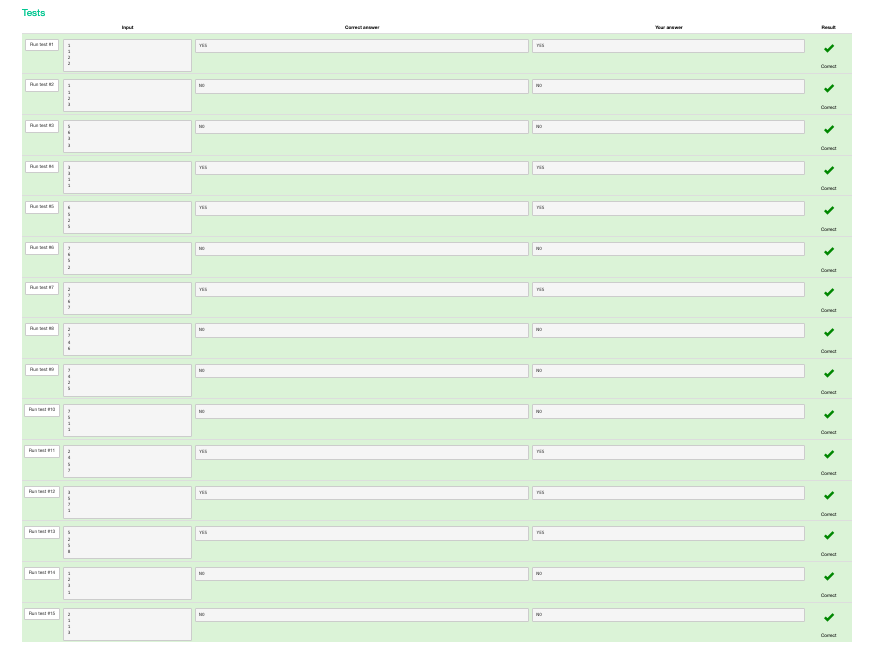 Tests
Input Correct answer Your answer Result
Run test #1 1 YES YES
1
2
2
Correct
Run test #2 1 NO NO
1
2
3
Correct
Run test #3 5 NO NO
6
3
3
Correct
Run test #4 3 YES YES
3
1
1
Correct
Run test #5 6 YES YES
5
2
5
Correct
Run test #6 7 NO NO
6
5
2
Correct
Run test #7 2 YES YES
7
6
7
Correct
Run test #8 2 NO NO
7
4
6
Correct
Run test #9 7 NO NO
4
2
5
Correct
Run test #10 7 NO NO
5
1
1
Correct
Run test #11 2 YES YES
4
5
7
Correct
Run test #12 3 YES YES
5
7
1
Correct
Run test #13 5 YES YES
2
5
8
Correct
Run test #14 1 NO NO
2
3
1
Correct
Run test #15 2 NO NO
1
1
3
Correct